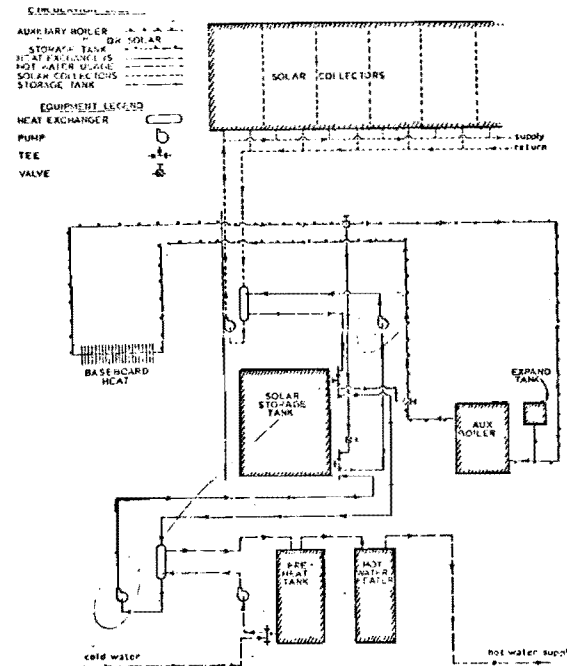 CIRCULATION
AUXILIARY BOILER
" " OR SOLAR
STORAGE TANK
HEAT EXCHANGERS
HOT WATER USAGE
SOLAR COLLECTORS
STORAGE TANK
EQUIPMENT LEGEND
HEAT EXCHANGER
PUMP
TEE
VALVE
SOLAR COLLECTORS
supply
return
BASEBOARD
HEAT
SOLAR
STORAGE
TANK
EXPAND
TANK
AUX
BOILER
PRE-
HEAT
TANK
HOT
WATER
HEATER
cold water
hot water supply